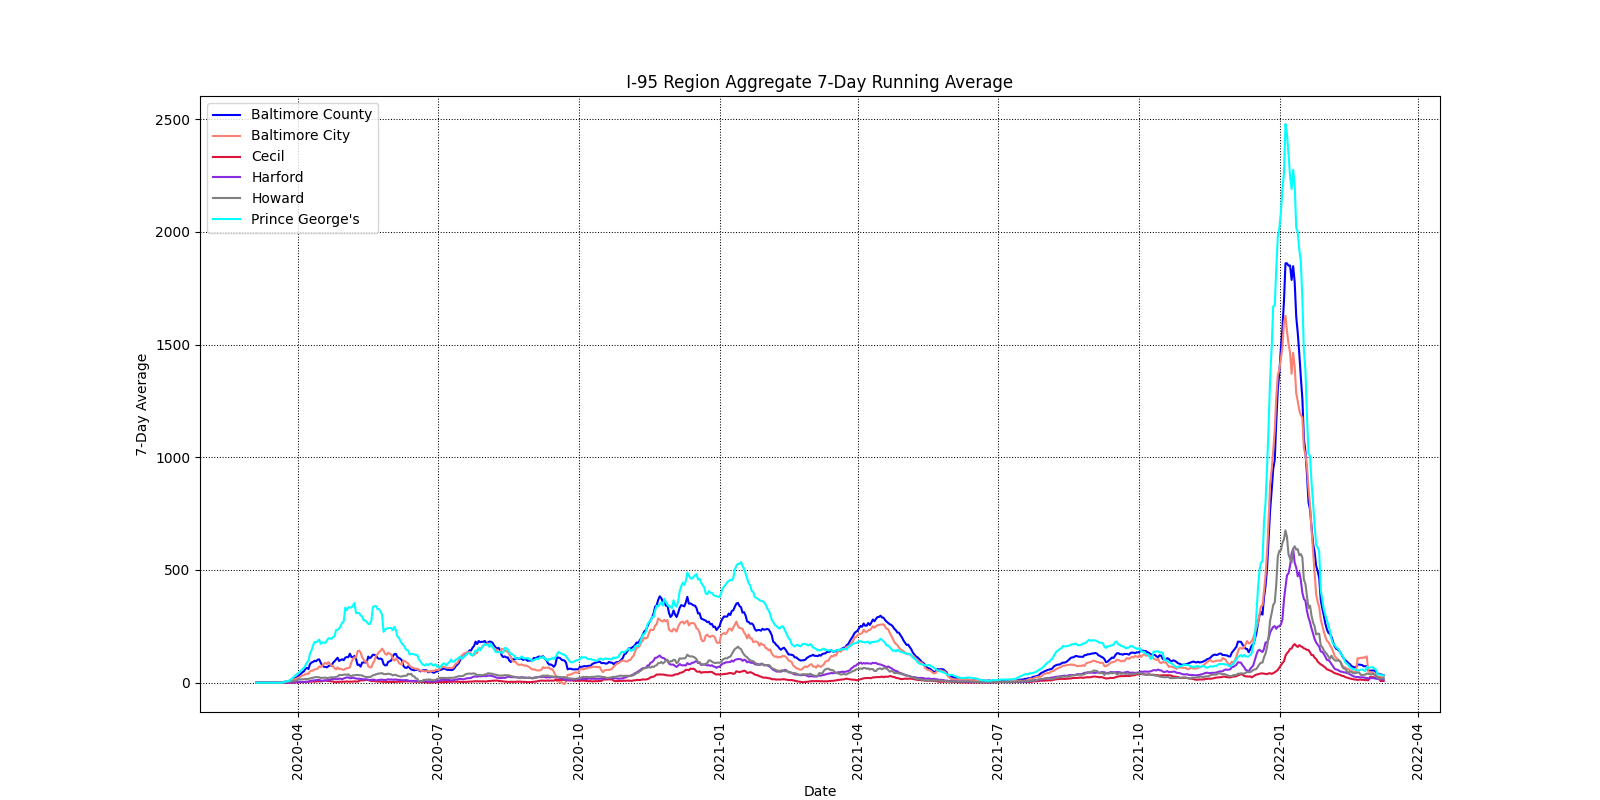 I-95 Region Aggregate 7-Day Running Average
Baltimore County
Baltimore City
Cecil
Harford
Howard
Prince George's
2500
2000
1500
1000
500
0
7-Day Average
2020-04
2020-07
2020-10
2021-01
2021-04
2021-07
2021-10
2022-01
2022-04
Date